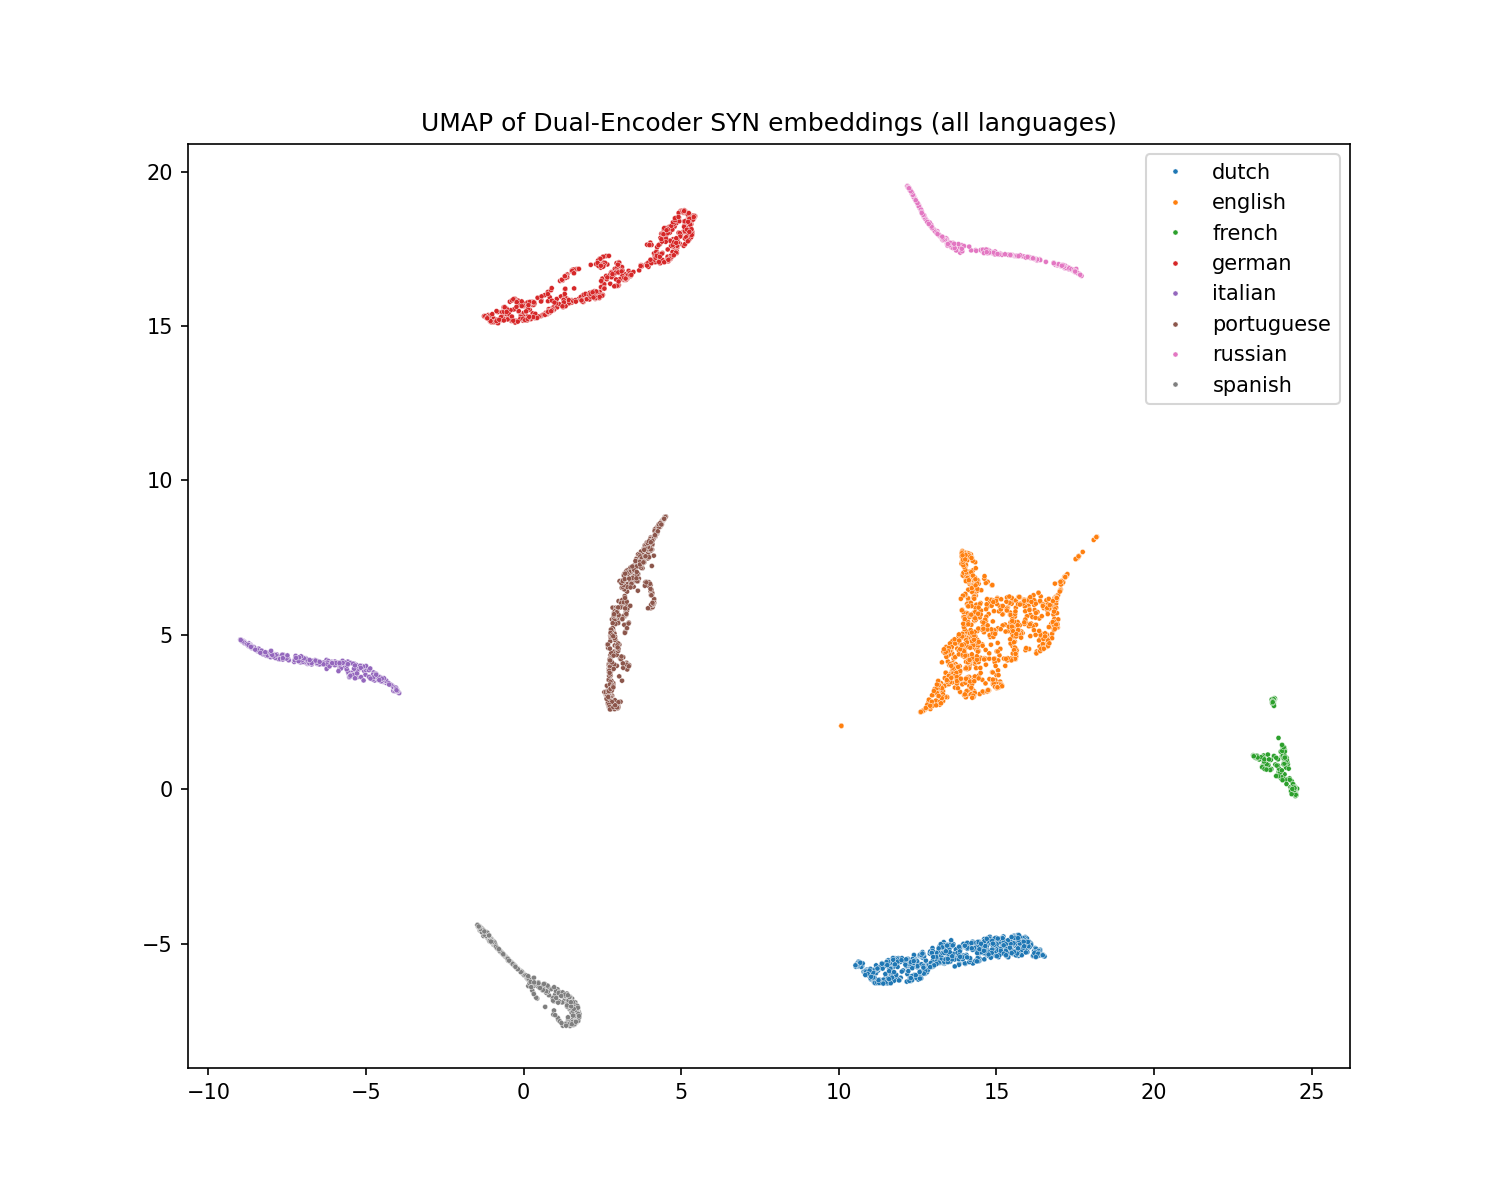 UMAP of Dual-Encoder SYN embeddings (all languages)
20
15
10
5
0
−5
−10
−5
0
5
10
15
20
25
dutch
english
french
german
italian
portuguese
russian
spanish